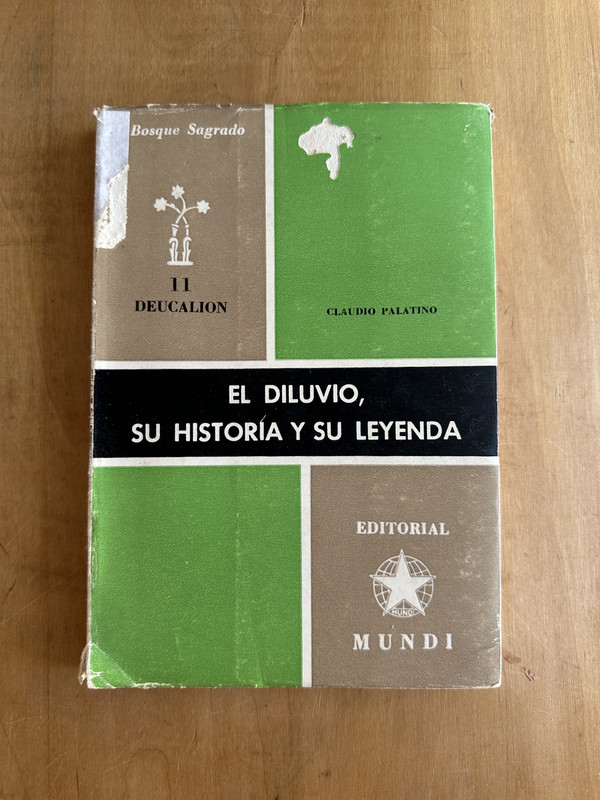 Bosque Sagrado
11
DEUCALION
CLAUDIO PALATINO
EL DILUVIO,
SU HISTORIA Y SU LEYENDA
EDITORIAL
MUNDI
MUNDI